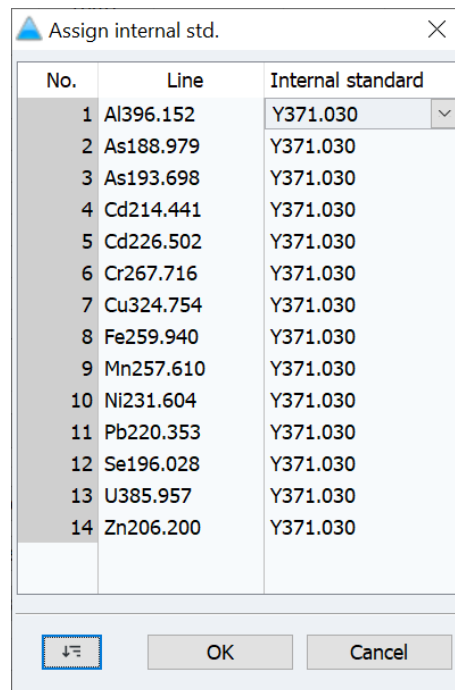 Assign internal std.
No. Line Internal standard
1 Al396.152 Y371.030
2 As188.979 Y371.030
3 As193.698 Y371.030
4 Cd214.441 Y371.030
5 Cd226.502 Y371.030
6 Cr267.716 Y371.030
7 Cu324.754 Y371.030
8 Fe259.940 Y371.030
9 Mn257.610 Y371.030
10 Ni231.604 Y371.030
11 Pb220.353 Y371.030
12 Se196.028 Y371.030
13 U385.957 Y371.030
14 Zn206.200 Y371.030
OK Cancel